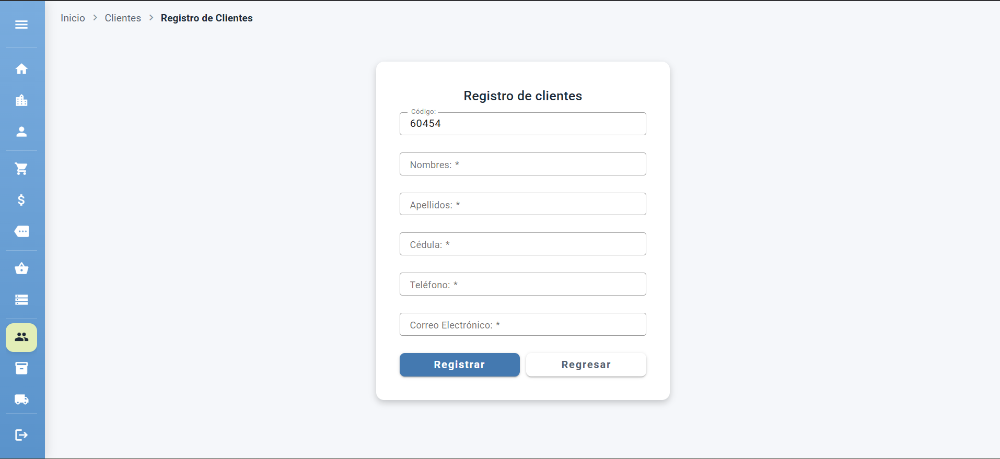 Inicio > Clientes > Registro de Clientes
Registro de clientes
Código:
60454
Nombres: *
Apellidos: *
Cédula: *
Teléfono: *
Correo Electrónico: *
Registrar Regresar